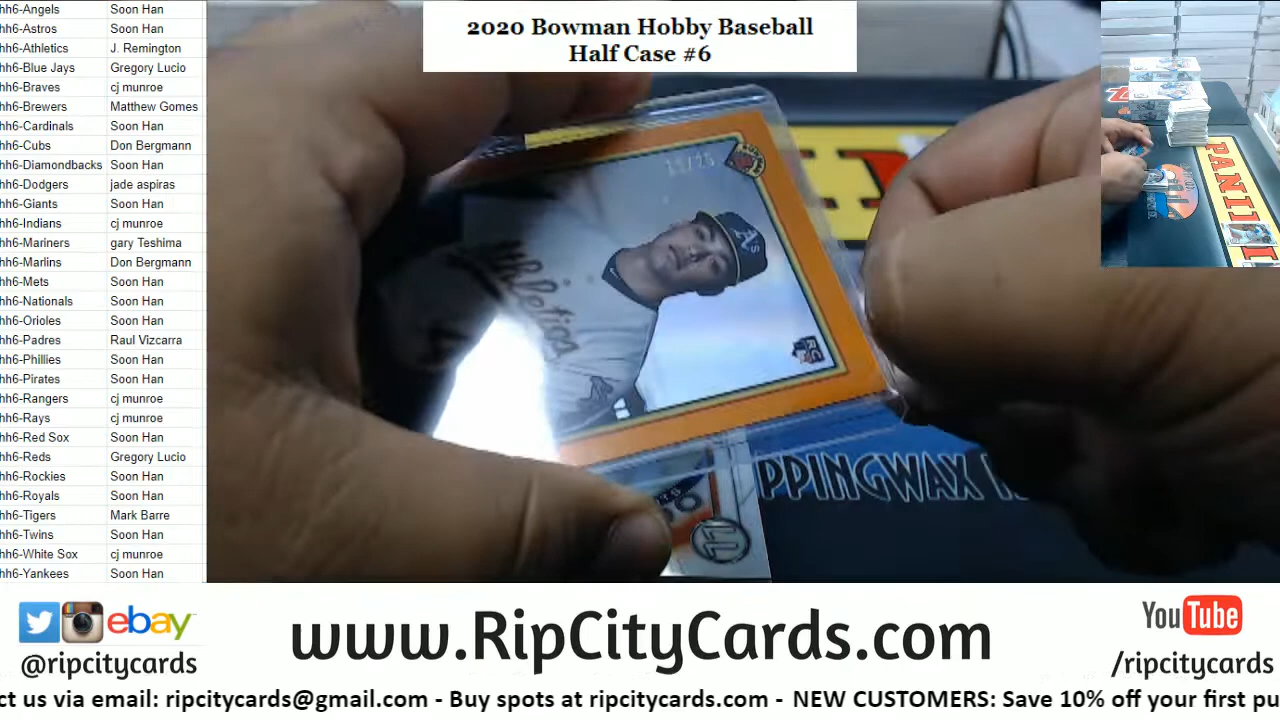 2020 Bowman Hobby Baseball
Half Case #6
hh6-Angels Soon Han
hh6-Astros Soon Han
hh6-Athletics J. Remington
hh6-Blue Jays Gregory Lucio
hh6-Braves cj munroe
hh6-Brewers Matthew Gomes
hh6-Cardinals Soon Han
hh6-Cubs Don Bergmann
hh6-Diamondbacks Soon Han
hh6-Dodgers jade aspiras
hh6-Giants Soon Han
hh6-Indians cj munroe
hh6-Mariners gary Teshima
hh6-Marlins Don Bergmann
hh6-Mets Soon Han
hh6-Nationals Soon Han
hh6-Orioles Soon Han
hh6-Padres Raul Vizcarra
hh6-Phillies Soon Han
hh6-Pirates Soon Han
hh6-Rangers cj munroe
hh6-Rays cj munroe
hh6-Red Sox Soon Han
hh6-Reds Gregory Lucio
hh6-Rockies Soon Han
hh6-Royals Soon Han
hh6-Tigers Mark Barre
hh6-Twins Soon Han
hh6-White Sox cj munroe
hh6-Yankees Soon Han
A's
Athletics
RC
PPINGWAX
PANINI
ebay
@ripcitycards
www.RipCityCards.com
YouTube
/ripcitycards
ct us via email: ripcitycards@gmail.com - Buy spots at ripcitycards.com - NEW CUSTOMERS: Save 10% off your first pu